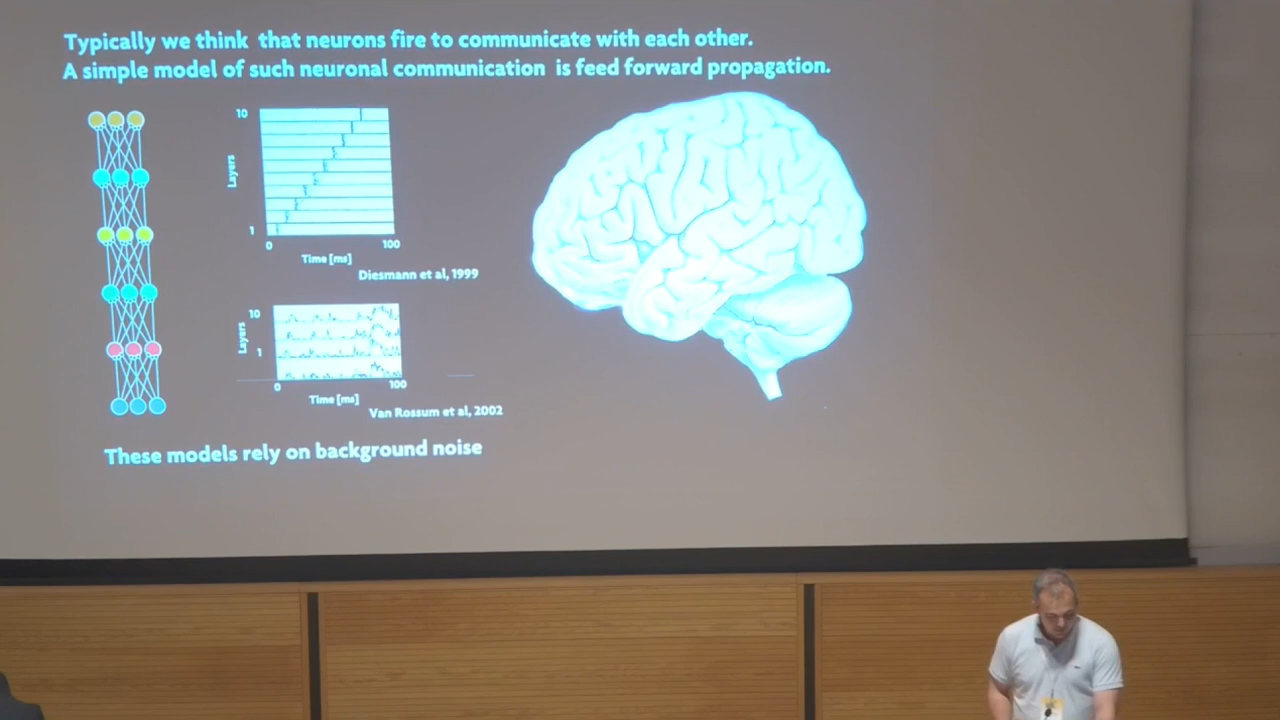 Typically we think that neurons fire to communicate with each other.
A simple model of such neuronal communication is feed forward propagation.
10
Layers
1
0
100
Time [ms]
Diesmann et al, 1999
10
Layers
1
0
100
Time [ms]
Van Rossum et al, 2002
These models rely on background noise